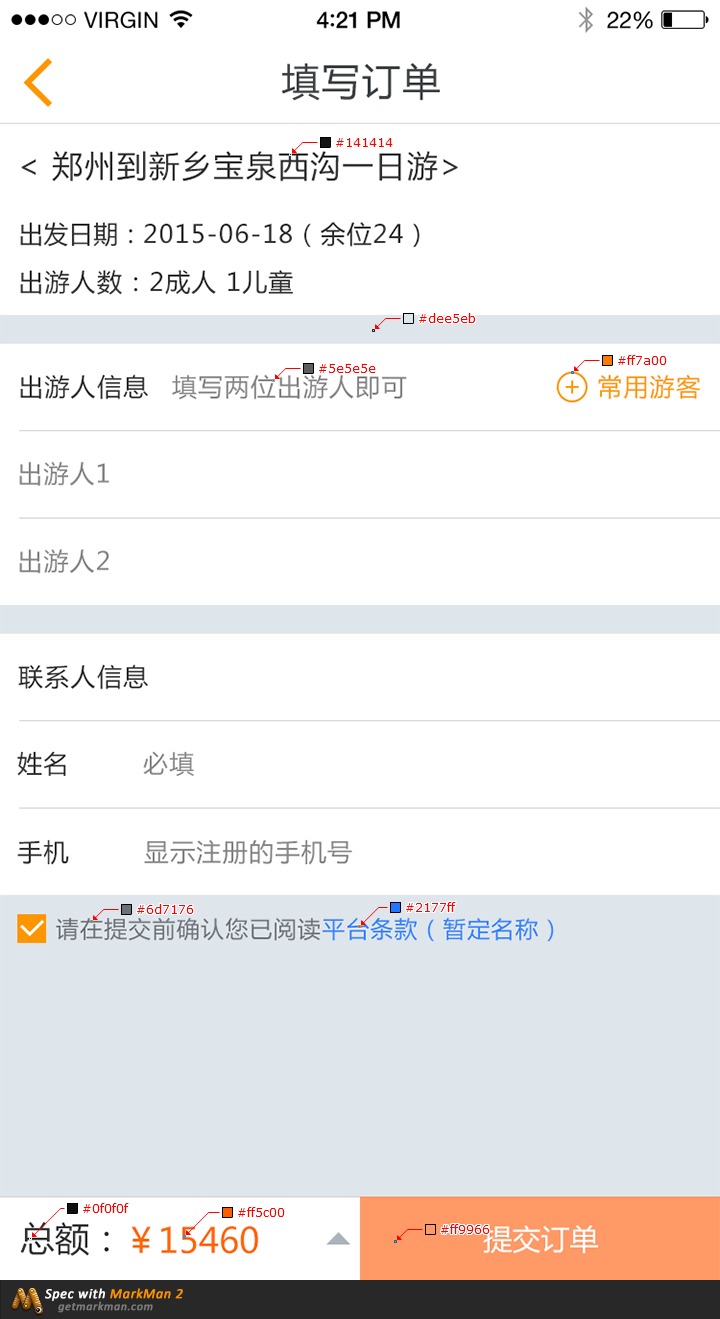 VIRGIN 4:21 PM 22%
填写订单
#141414
< 郑州到新乡宝泉西沟一日游>
出发日期：2015-06-18（余位24）
出游人数：2成人 1儿童
#dee5eb
#5e5e5e #ff7a00
出游人信息 填写两位出游人即可 常用游客
出游人1
出游人2
联系人信息
姓名 必填
手机 显示注册的手机号
#6d7176 #2177ff
请在提交前确认您已阅读平台条款（暂定名称）
#0f0f0f #ff5c00
#ff9966
总额：￥15460 提交订单
Spec with MarkMan 2
getmarkman.com